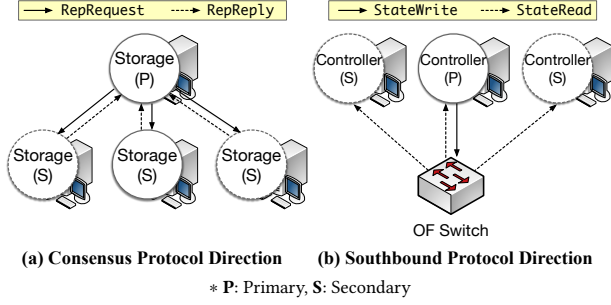 RepRequest RepReply
StateWrite StateRead
Storage
(P)
Storage
(S)
Storage
(S)
Storage
(S)
Controller
(S)
Controller
(P)
Controller
(S)
OF Switch
(a) Consensus Protocol Direction
(b) Southbound Protocol Direction
* P: Primary, S: Secondary